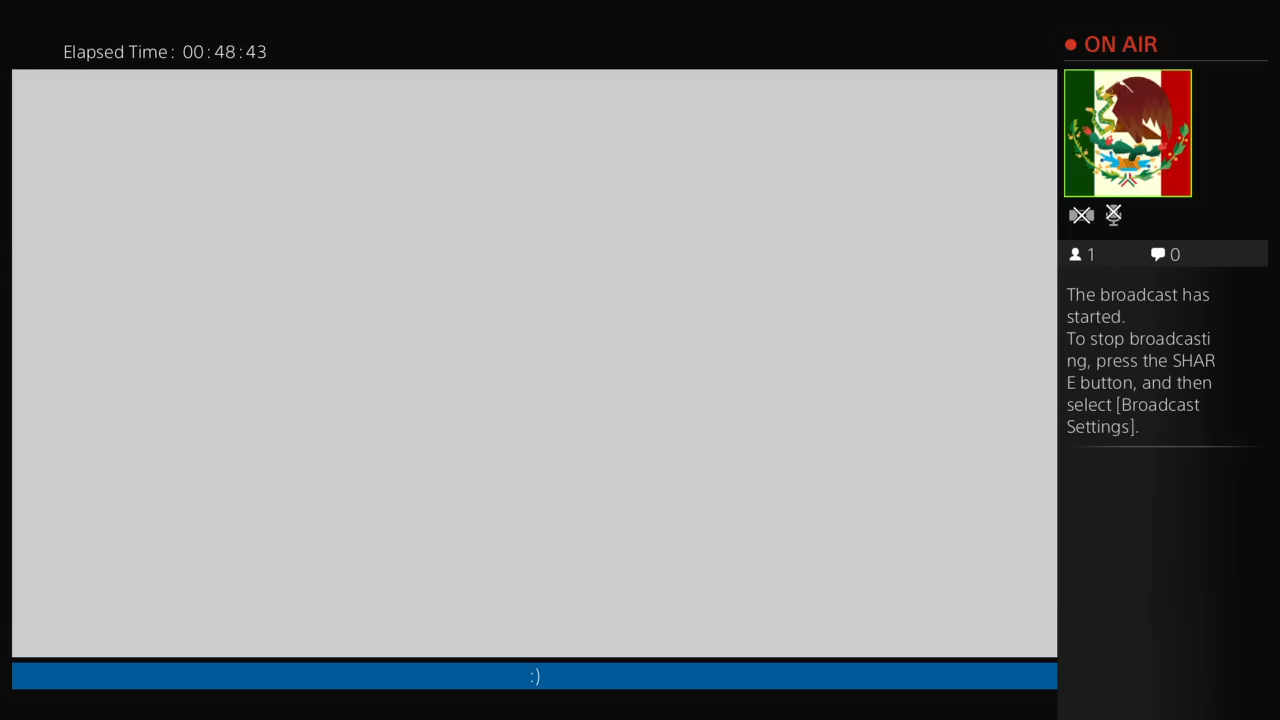 Elapsed Time: 00:48:43
ON AIR
1 0
The broadcast has
started.
To stop broadcasti
ng, press the SHAR
E button, and then
select [Broadcast
Settings].
:)